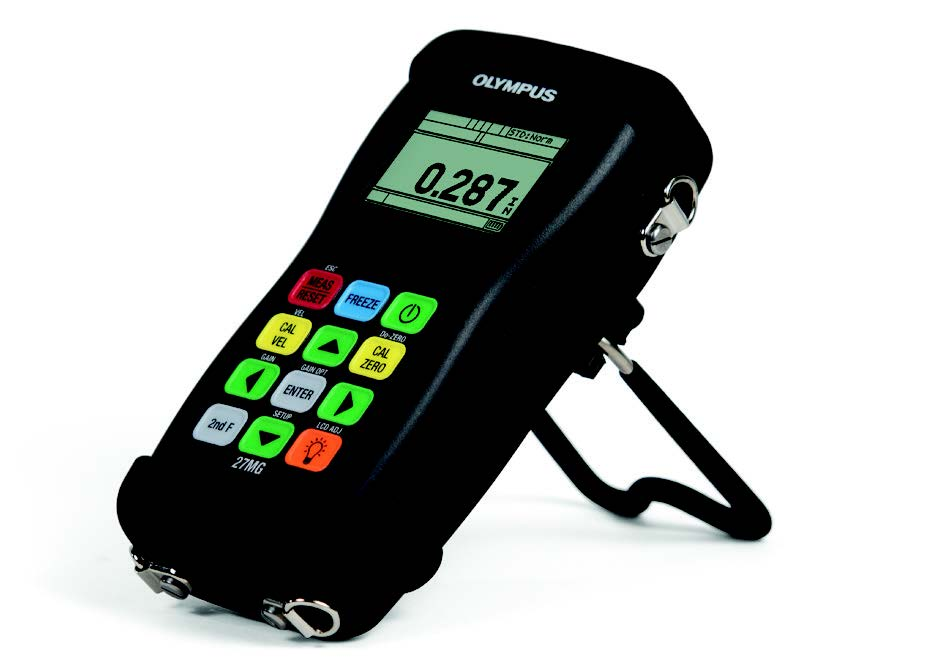 OLYMPUS
STD:Norm
0.287 IN
ESC
MEAS
RESET
FREEZE
VEL
CAL
VEL
Do-ZERO
CAL
ZERO
GAIN
GAIN OPT
ENTER
2nd F
SETUP
LCD ADJ
27MG